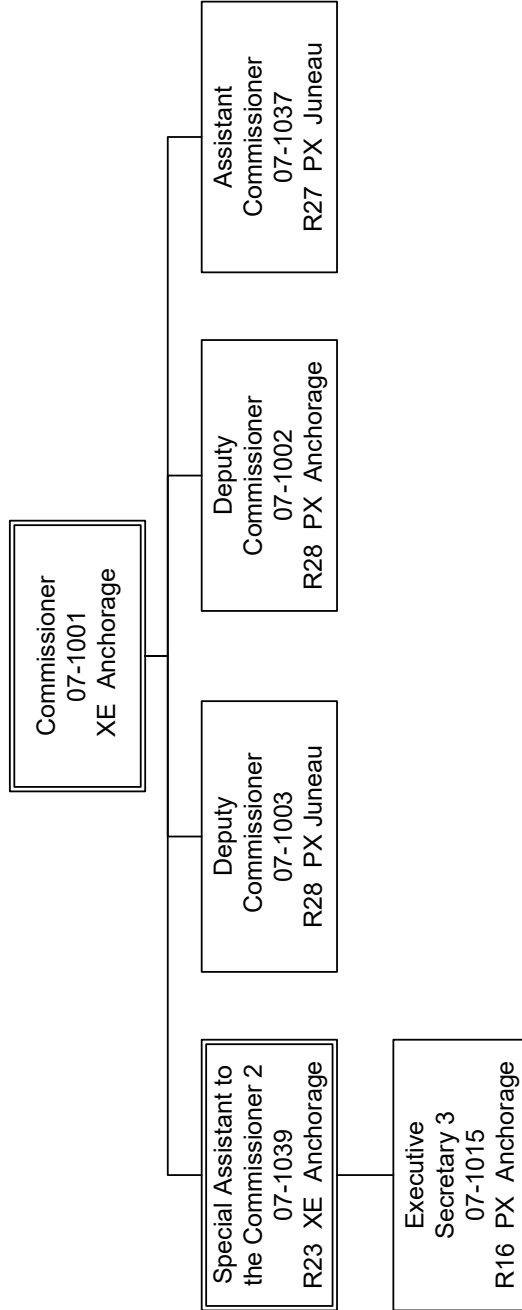 Commissioner
07-1001
XE Anchorage
Special Assistant to
the Commissioner 2
07-1039
R23 XE Anchorage
Deputy
Commissioner
07-1003
R28 PX Juneau
Deputy
Commissioner
07-1002
R28 PX Anchorage
Assistant
Commissioner
07-1037
R27 PX Juneau
Executive
Secretary 3
07-1015
R16 PX Anchorage